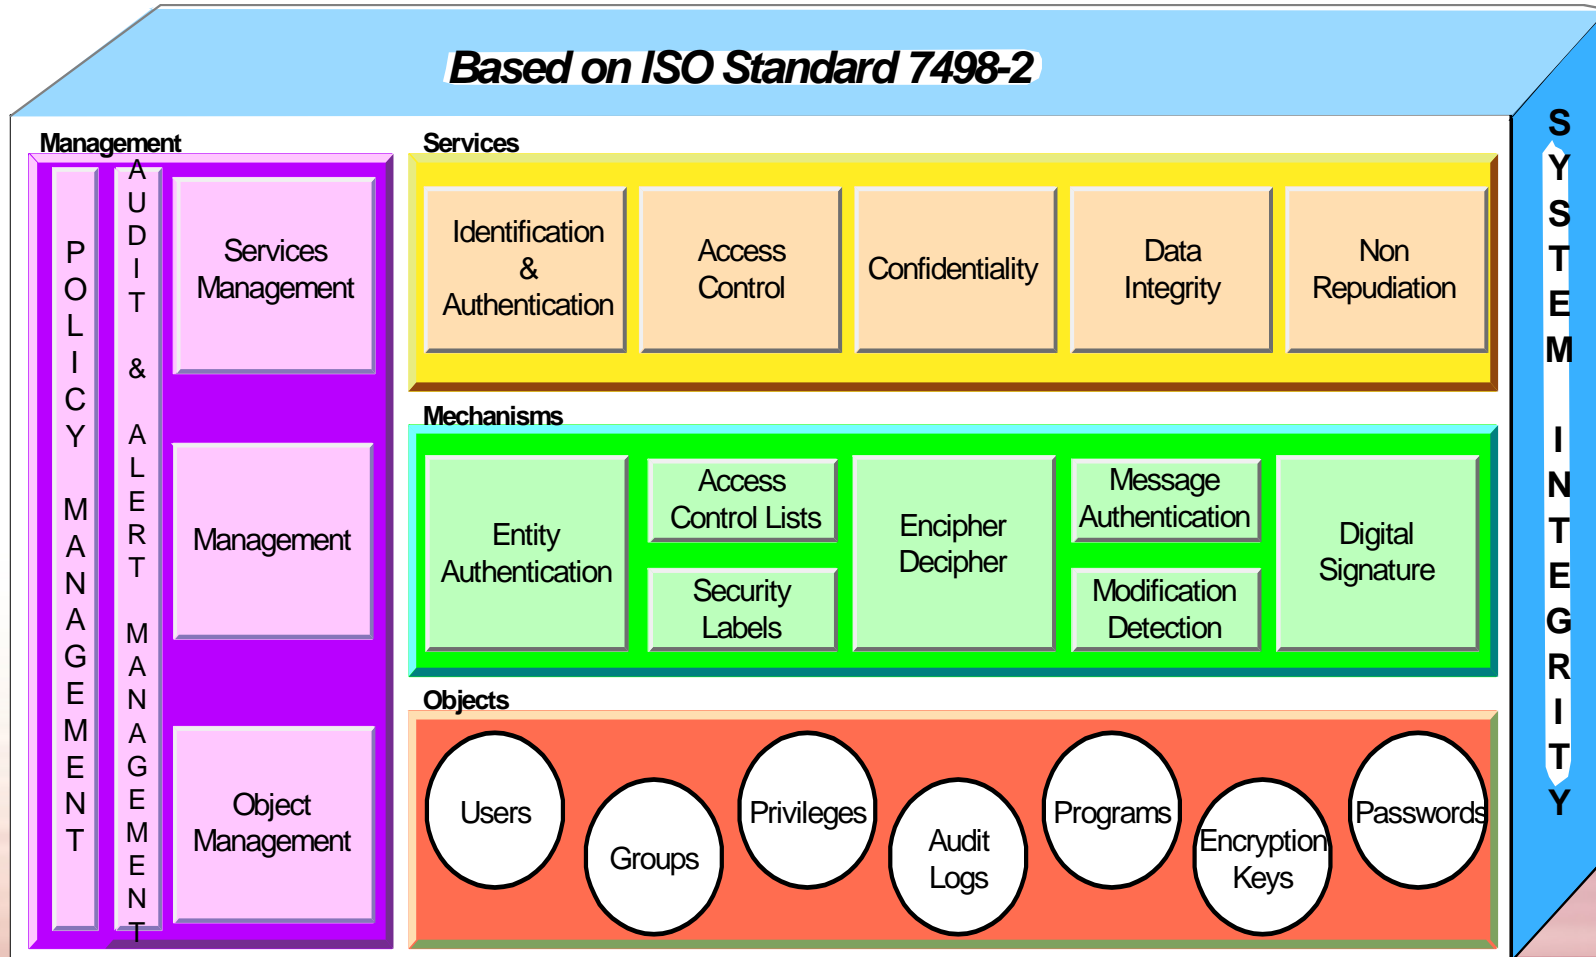 Based on ISO Standard 7498-2
Management
POLICY MANAGEMENT
AUDIT & ALERT MANAGEMENT
Services
Management
Management
Object
Management
Services
Identification
&
Authentication
Access
Control
Confidentiality
Data
Integrity
Non
Repudiation
Mechanisms
Entity
Authentication
Access
Control Lists
Security
Labels
Encipher
Decipher
Message
Authentication
Modification
Detection
Digital
Signature
Objects
Users
Groups
Privileges
Audit
Logs
Programs
Encryption
Keys
Passwords
SYSTEM INTEGRITY